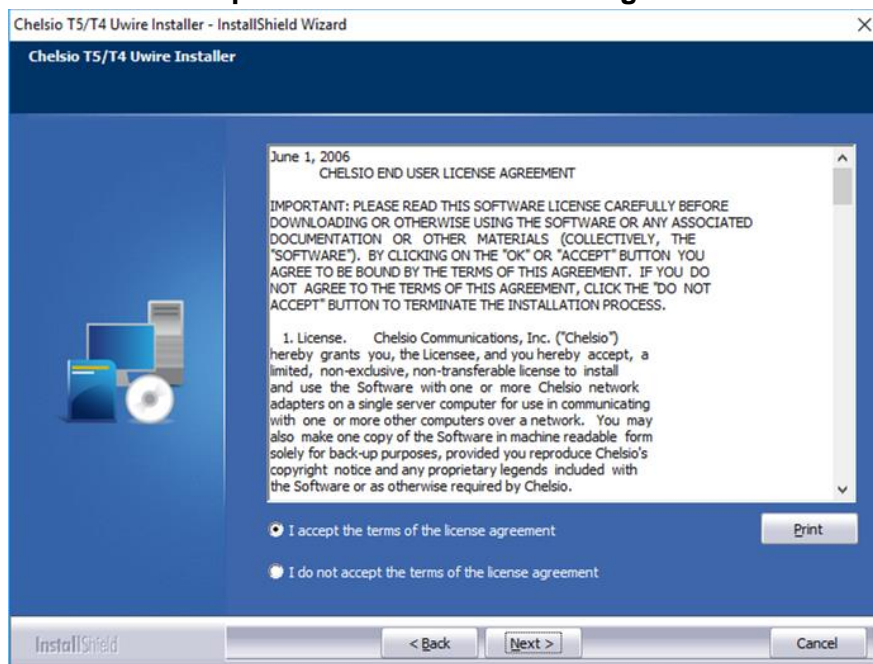 Chelsio T5/T4 Uwire Installer - InstallShield Wizard
Chelsio T5/T4 Uwire Installer
June 1, 2006
CHELSIO END USER LICENSE AGREEMENT
IMPORTANT: PLEASE READ THIS SOFTWARE LICENSE CAREFULLY BEFORE
DOWNLOADING OR OTHERWISE USING THE SOFTWARE OR ANY ASSOCIATED
DOCUMENTATION OR OTHER MATERIALS (COLLECTIVELY, THE
"SOFTWARE"). BY CLICKING ON THE "OK" OR "ACCEPT" BUTTON YOU
AGREE TO BE BOUND BY THE TERMS OF THIS AGREEMENT. IF YOU DO
NOT AGREE TO THE TERMS OF THIS AGREEMENT, CLICK THE "DO NOT
ACCEPT" BUTTON TO TERMINATE THE INSTALLATION PROCESS.
1. License. Chelsio Communications, Inc. ("Chelsio")
hereby grants you, the Licensee, and you hereby accept, a
limited, non-exclusive, non-transferable license to install
and use the Software with one or more Chelsio network
adapters on a single server computer for use in communicating
with one or more other computers over a network. You may
also make one copy of the Software in machine readable form
solely for back-up purposes, provided you reproduce Chelsio's
copyright notice and any proprietary legends included with
the Software or as otherwise required by Chelsio.
I accept the terms of the license agreement
Print
I do not accept the terms of the license agreement
InstallShield
< Back
Next >
Cancel